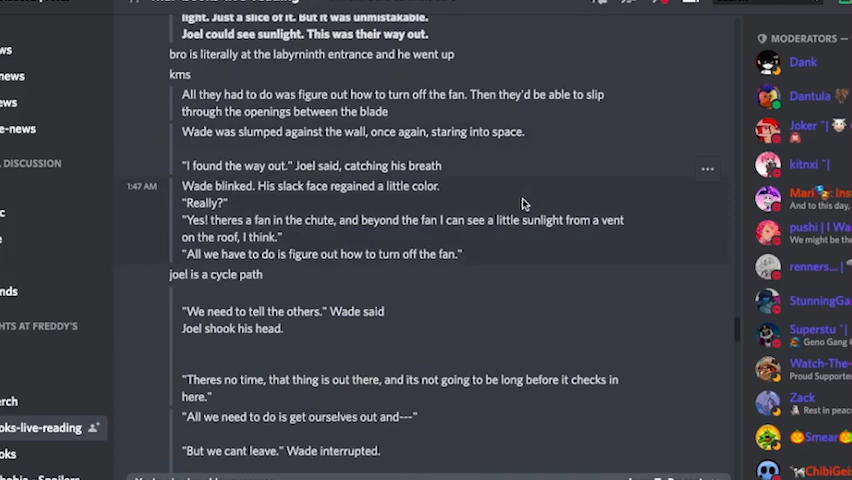 light. Just a slice of it. But it was unmistakable.
Joel could see sunlight. This was their way out.
bro is literally at the labyrinth entrance and he went up
kms
All they had to do was figure out how to turn off the fan. Then they'd be able to slip
through the openings between the blade
Wade was slumped against the wall, once again, staring into space.
"I found the way out." Joel said, catching his breath
1:47 AM
Wade blinked. His slack face regained a little color.
"Really?"
"Yes! theres a fan in the chute, and beyond the fan I can see a little sunlight from a vent
on the roof, I think."
"All we have to do is figure out how to turn off the fan."
joel is a cycle path
"We need to tell the others." Wade said
Joel shook his head.
"Theres no time, that thing is out there, and its not going to be long before it checks in
here."
"All we need to do is get ourselves out and---"
"But we cant leave." Wade interrupted.
ws
news
ws
e-news
DISCUSSION
nds
HTS AT FREDDY'S
erch
oks-live-reading
oks
MODERATORS –
Dank
Dantula
Joker ~|
kitnxi ~|
Mari
Ins
And to this day,
pushi | I Wa
We might be the
renners... |
StunningGa
Superstu ~|
Geno Gang
Watch-The-
Proud Supporte
Zack
Rest in peac
Smear
ChibiGeis